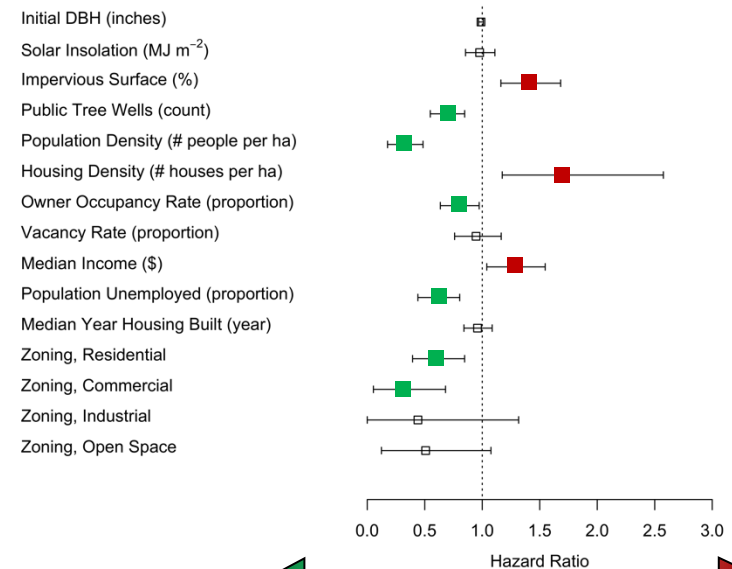 Initial DBH (inches)
Solar Insolation (MJ m⁻²)
Impervious Surface (%)
Public Tree Wells (count)
Population Density (# people per ha)
Housing Density (# houses per ha)
Owner Occupancy Rate (proportion)
Vacancy Rate (proportion)
Median Income ($)
Population Unemployed (proportion)
Median Year Housing Built (year)
Zoning, Residential
Zoning, Commercial
Zoning, Industrial
Zoning, Open Space
0.0 0.5 1.0 1.5 2.0 2.5 3.0
Hazard Ratio